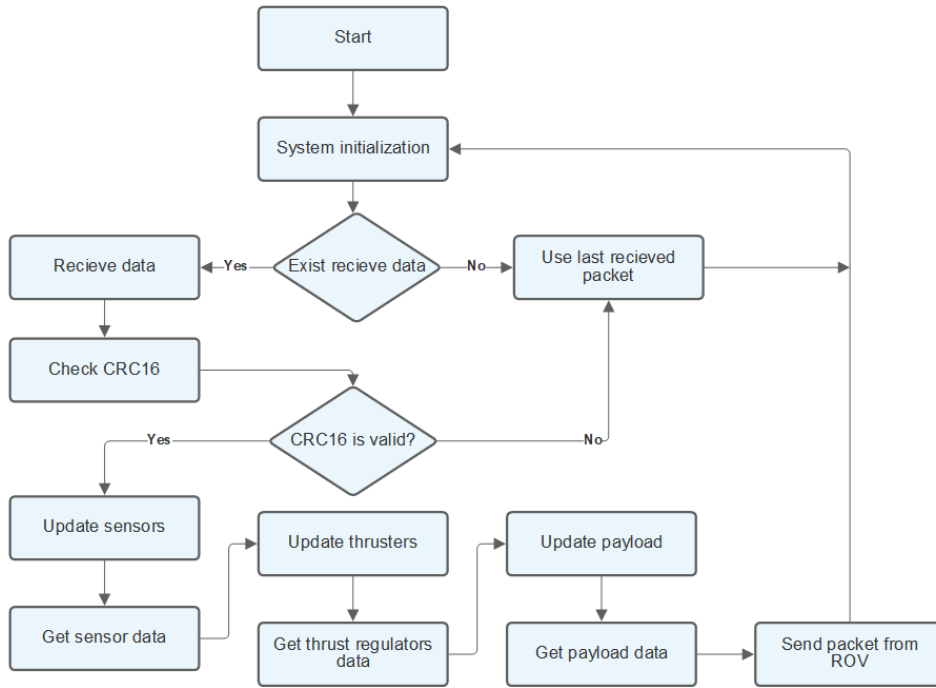 Start
System initialization
Recieve data
Yes
Exist recieve data
No
Use last recieved
packet
Check CRC16
Yes
CRC16 is valid?
No
Update sensors
Update thrusters
Update payload
Get sensor data
Get thrust regulators
data
Get payload data
Send packet from
ROV